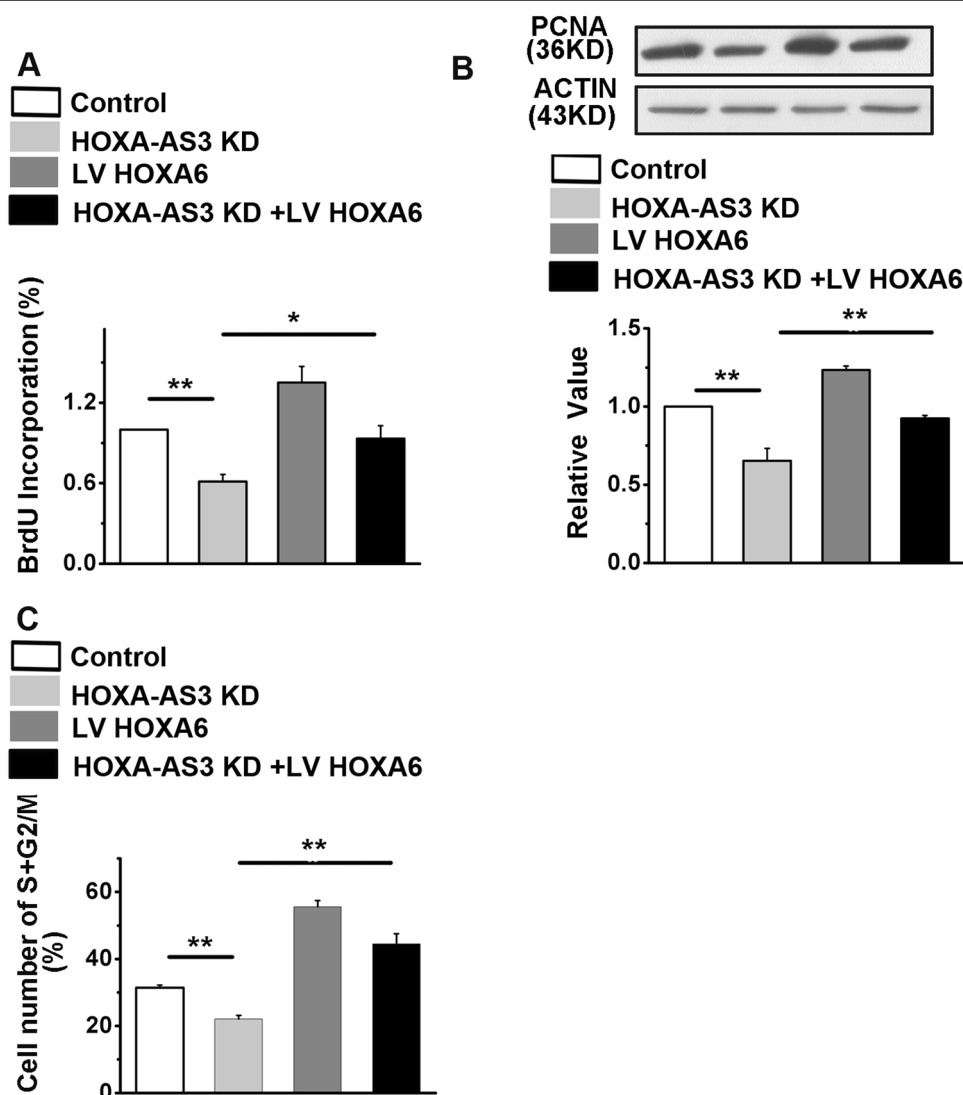 A
Control
HOXA-AS3 KD
LV HOXA6
HOXA-AS3 KD +LV HOXA6
BrdU Incorporation (%)
*
**
1.2
0.6
0.0
B
PCNA
(36KD)
ACTIN
(43KD)
Control
HOXA-AS3 KD
LV HOXA6
HOXA-AS3 KD +LV HOXA6
Relative Value
**
**
1.5
1.0
0.5
0.0
C
Control
HOXA-AS3 KD
LV HOXA6
HOXA-AS3 KD +LV HOXA6
Cell number of S+G2/M
(%)
**
**
60
40
20
0